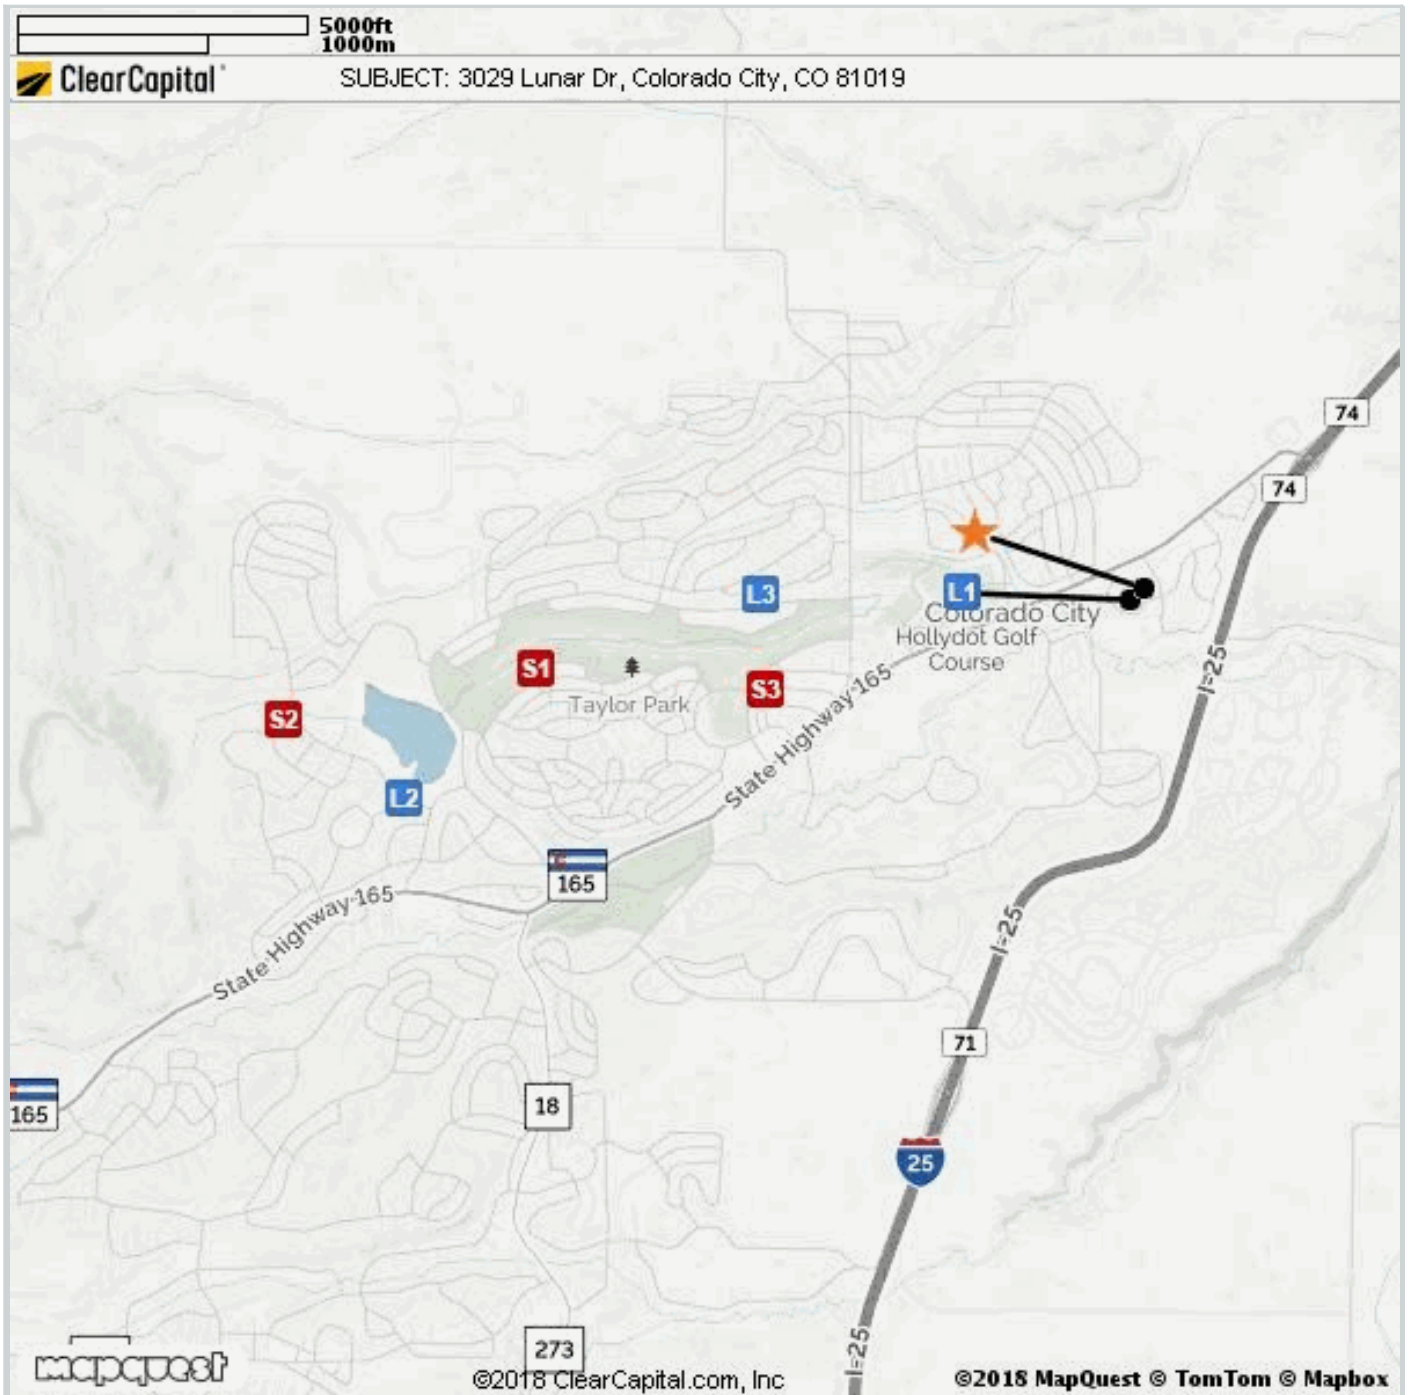 5000ft
1000m
ClearCapital
SUBJECT: 3029 Lunar Dr, Colorado City, CO 81019
74
74
L3
L1
Colorado City
Hollydot Golf
Course
S1
Taylor Park
S3
S2
I-25
State Highway 165
L2
165
State Highway 165
I-25
71
165
18
25
273
I-25
mapquest
©2018 ClearCapital.com, Inc
©2018 MapQuest © TomTom © Mapbox